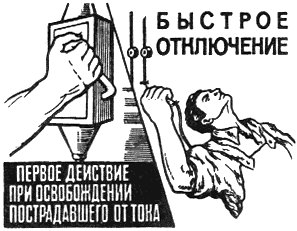 БЫСТРОЕ
ОТКЛЮЧЕНИЕ
ПЕРВОЕ ДЕЙСТВИЕ
ПРИ ОСВОБОЖДЕНИИ
ПОСТРАДАВШЕГО ОТ ТОКА